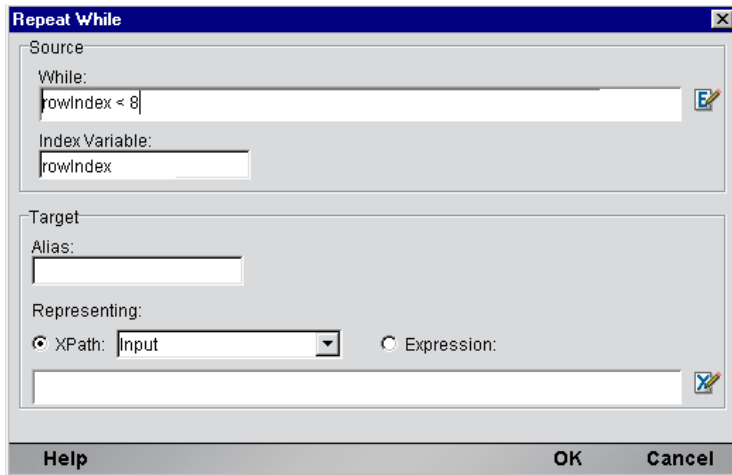 Repeat While
Source
While:
rowIndex < 8
Index Variable:
rowIndex
Target
Alias:
Representing:
XPath: Input Expression:
Help OK Cancel